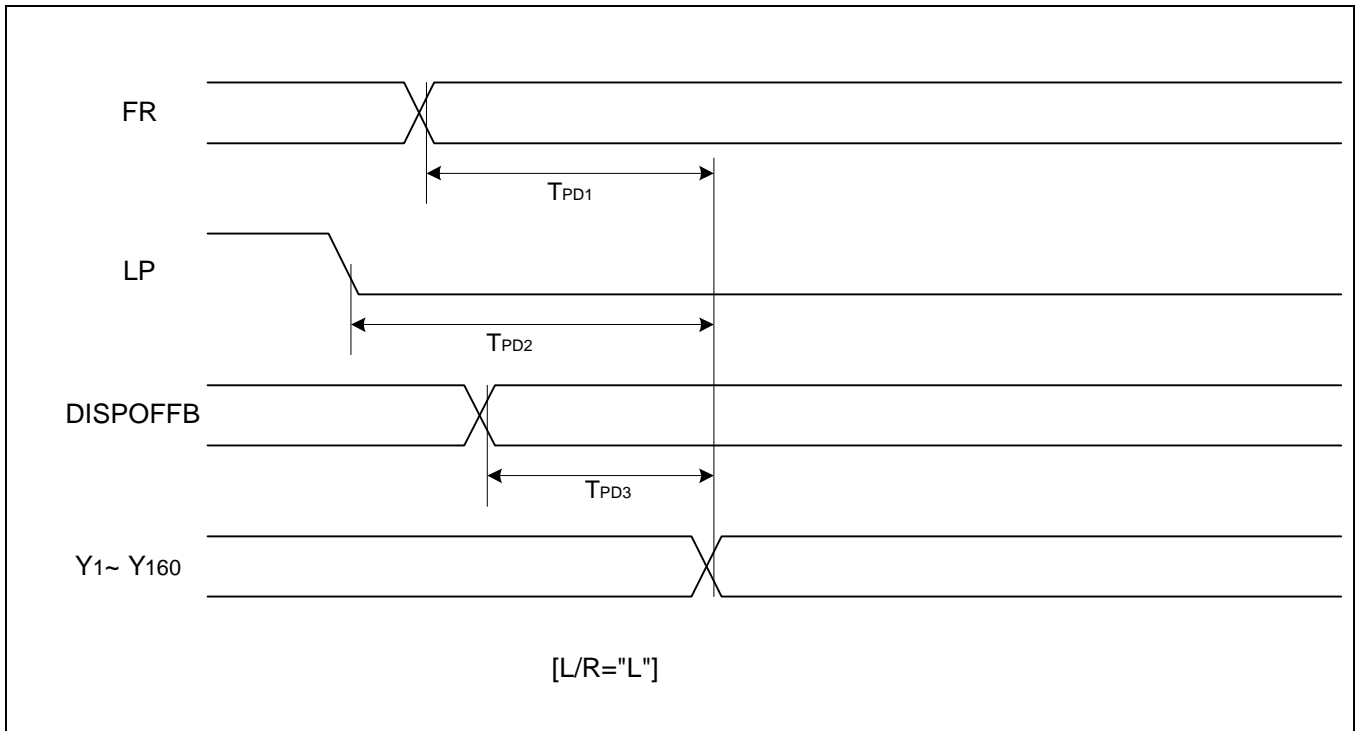 FR
TPD1
LP
TPD2
DISPOFFB
TPD3
Y1~ Y160
[L/R="L"]